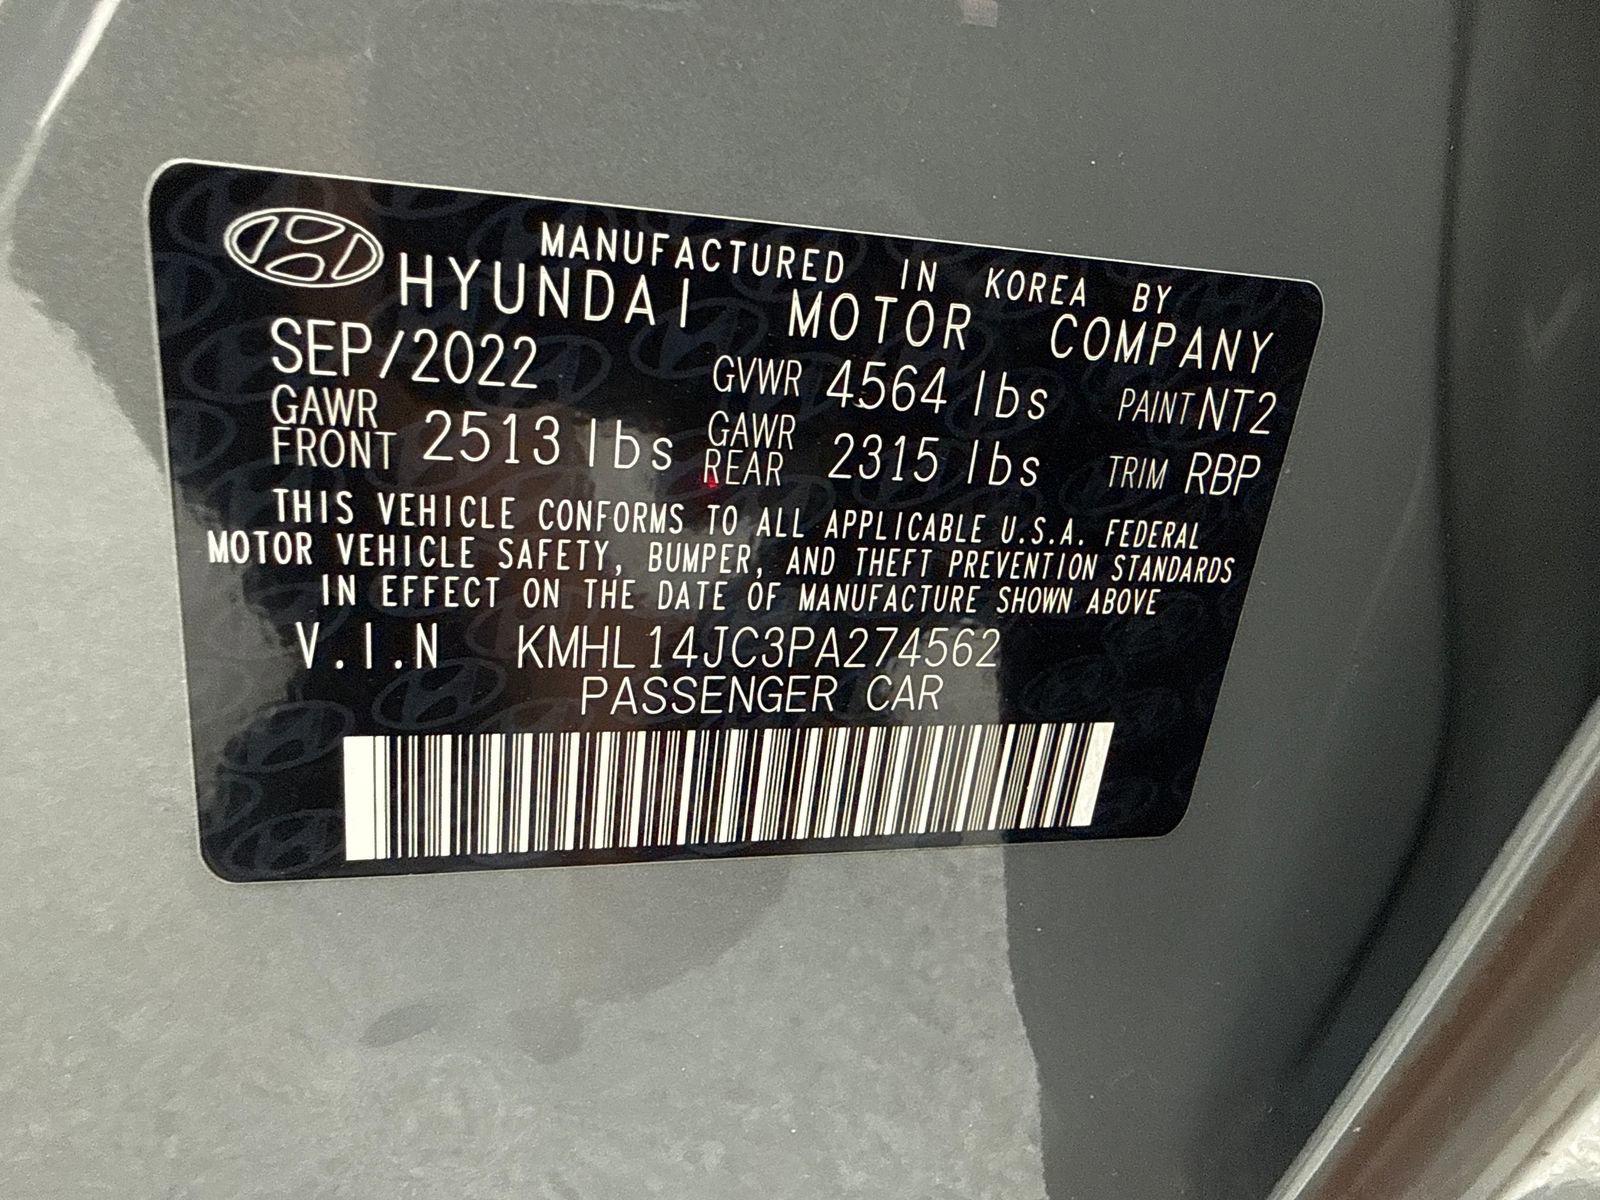 MANUFACTURED IN KOREA BY
HYUNDAI MOTOR COMPANY
SEP/2022 GVWR 4564 lbs PAINT NT2
GAWR FRONT 2513 lbs GAWR REAR 2315 lbs TRIM RBP
THIS VEHICLE CONFORMS TO ALL APPLICABLE U.S.A. FEDERAL
MOTOR VEHICLE SAFETY, BUMPER, AND THEFT PREVENTION STANDARDS
IN EFFECT ON THE DATE OF MANUFACTURE SHOWN ABOVE
V.I.N KMHL14JC3PA274562
PASSENGER CAR